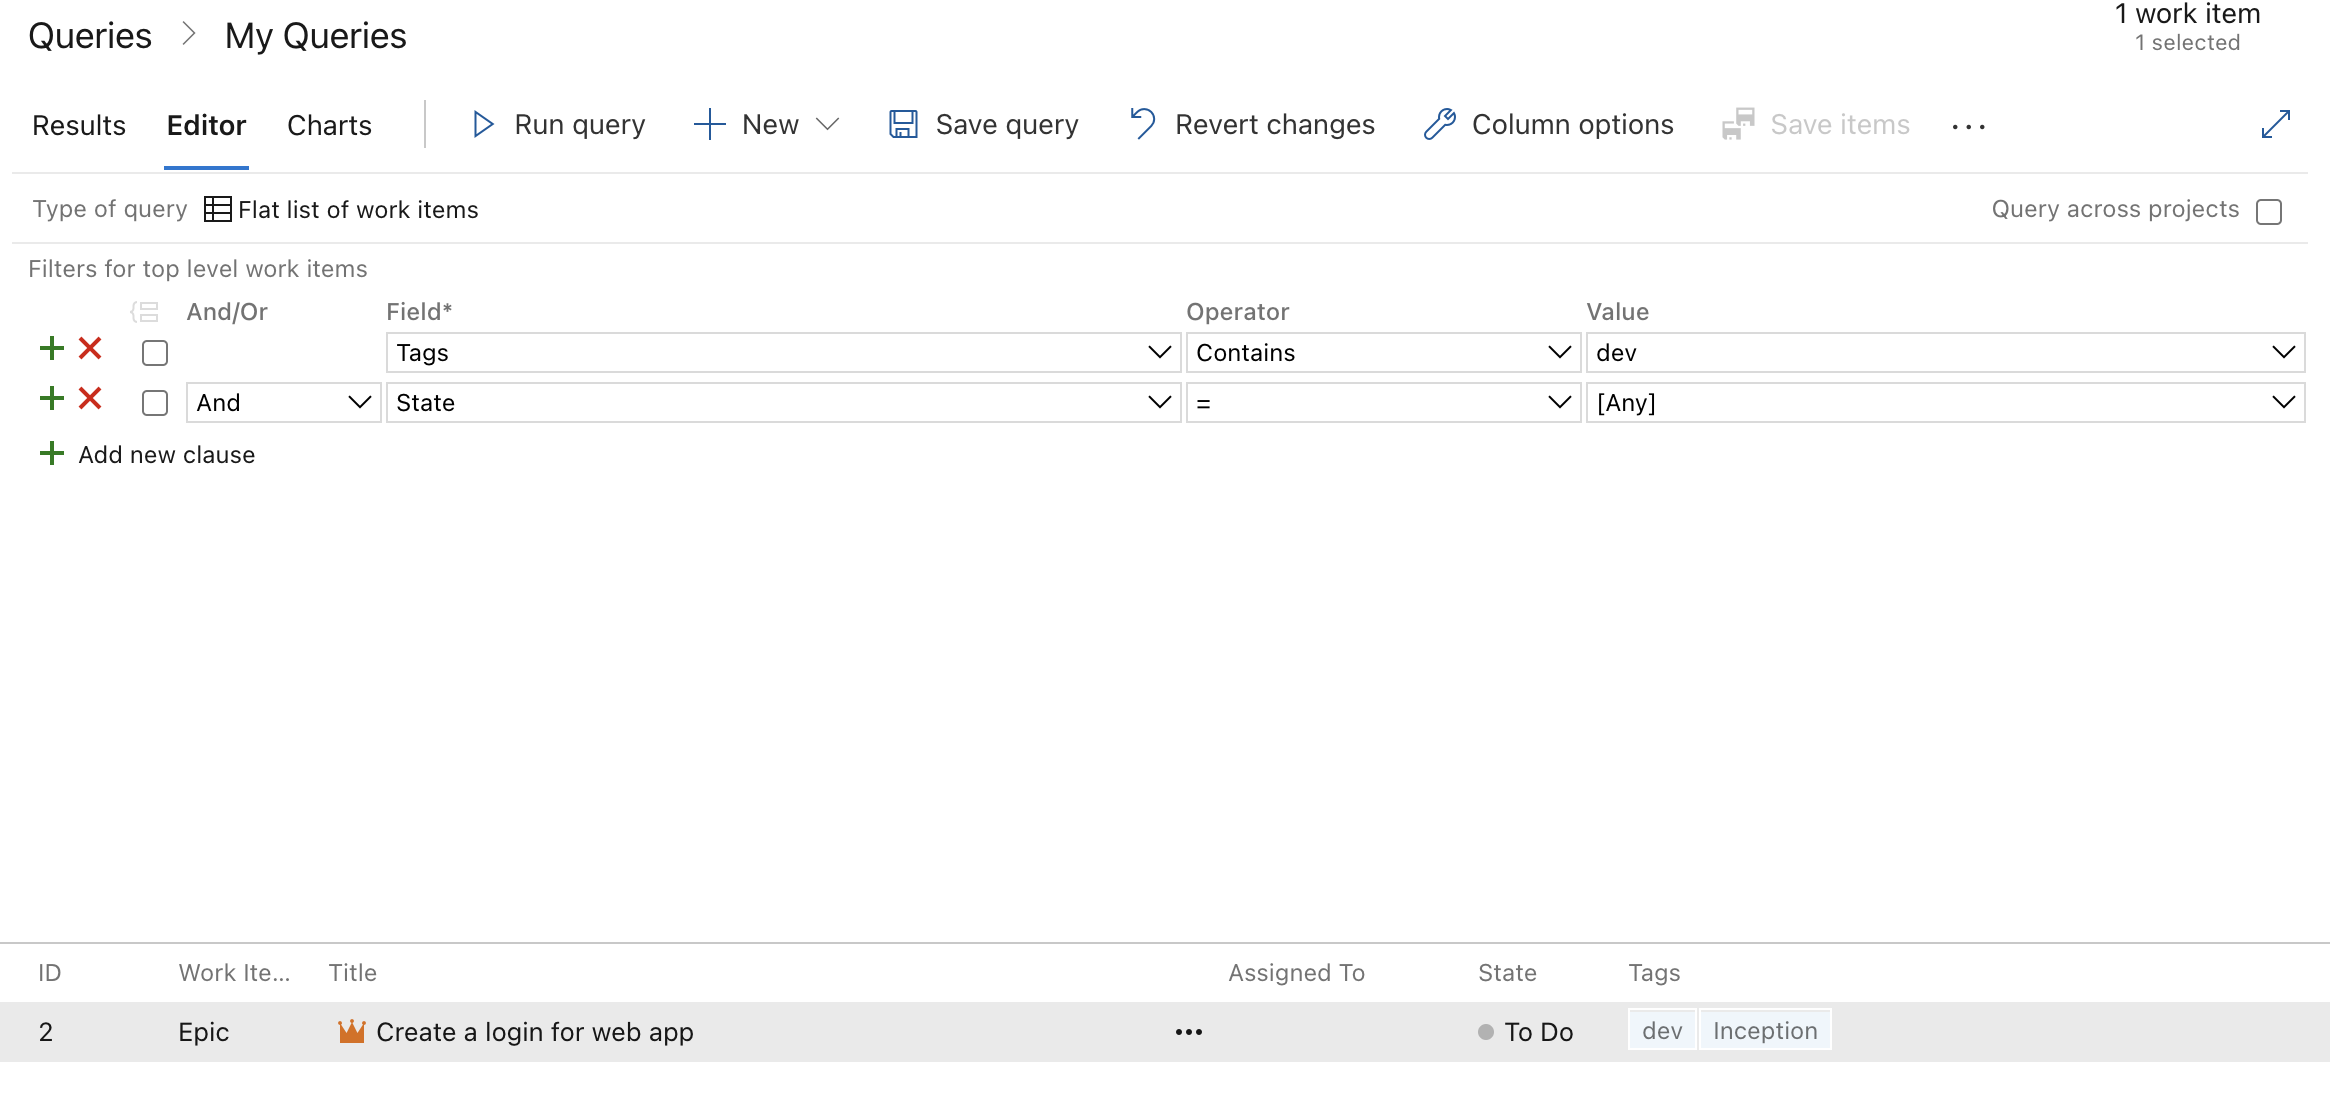 Queries > My Queries
1 work item
1 selected
Results Editor Charts Run query New Save query Revert changes Column options Save items ...
Type of query Flat list of work items Query across projects
Filters for top level work items
And/Or Field* Operator Value
Tags Contains dev
And State = [Any]
Add new clause
ID Work Ite... Title Assigned To State Tags
2 Epic Create a login for web app ... To Do dev Inception